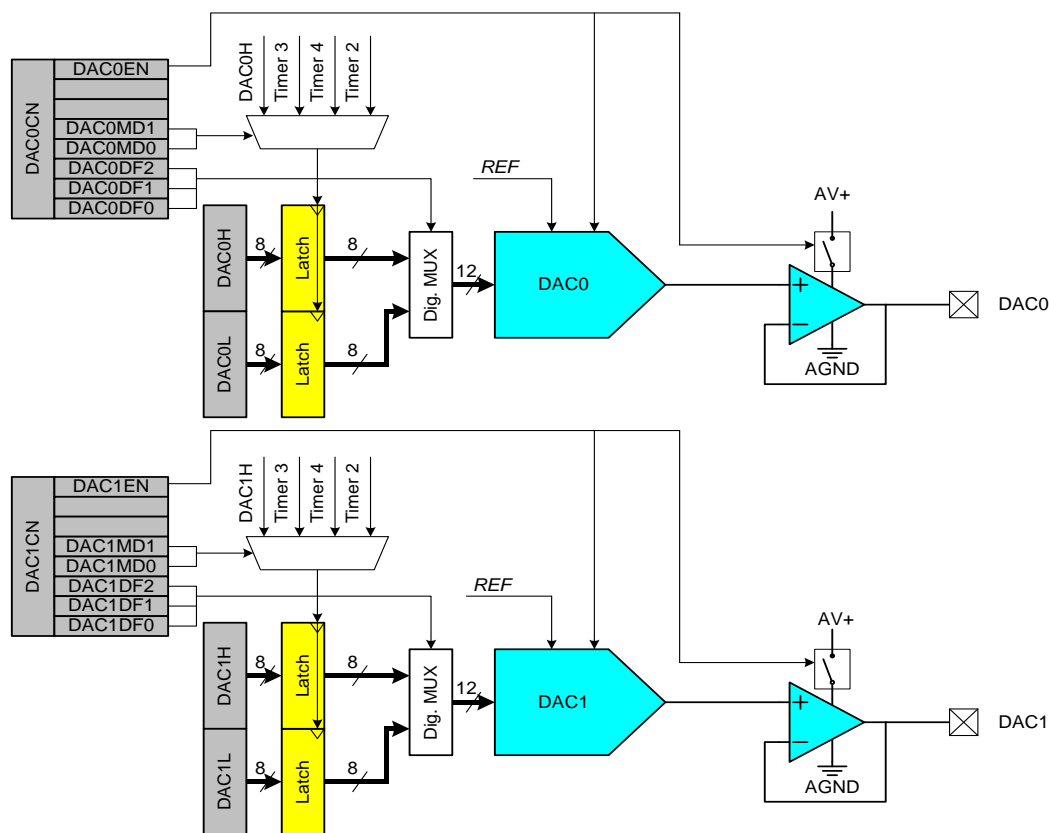 DAC0CN
DAC0EN
DAC0MD1
DAC0MD0
DAC0DF2
DAC0DF1
DAC0DF0
DAC0H
Timer 3
Timer 4
Timer 2
REF
AV+
DAC0H
8
Latch
8
Dig. MUX
12
DAC0
+
−
DAC0
AGND
DAC0L
8
Latch
8
DAC1CN
DAC1EN
DAC1MD1
DAC1MD0
DAC1DF2
DAC1DF1
DAC1DF0
DAC1H
Timer 3
Timer 4
Timer 2
REF
AV+
DAC1H
8
Latch
8
Dig. MUX
12
DAC1
+
−
DAC1
AGND
DAC1L
8
Latch
8